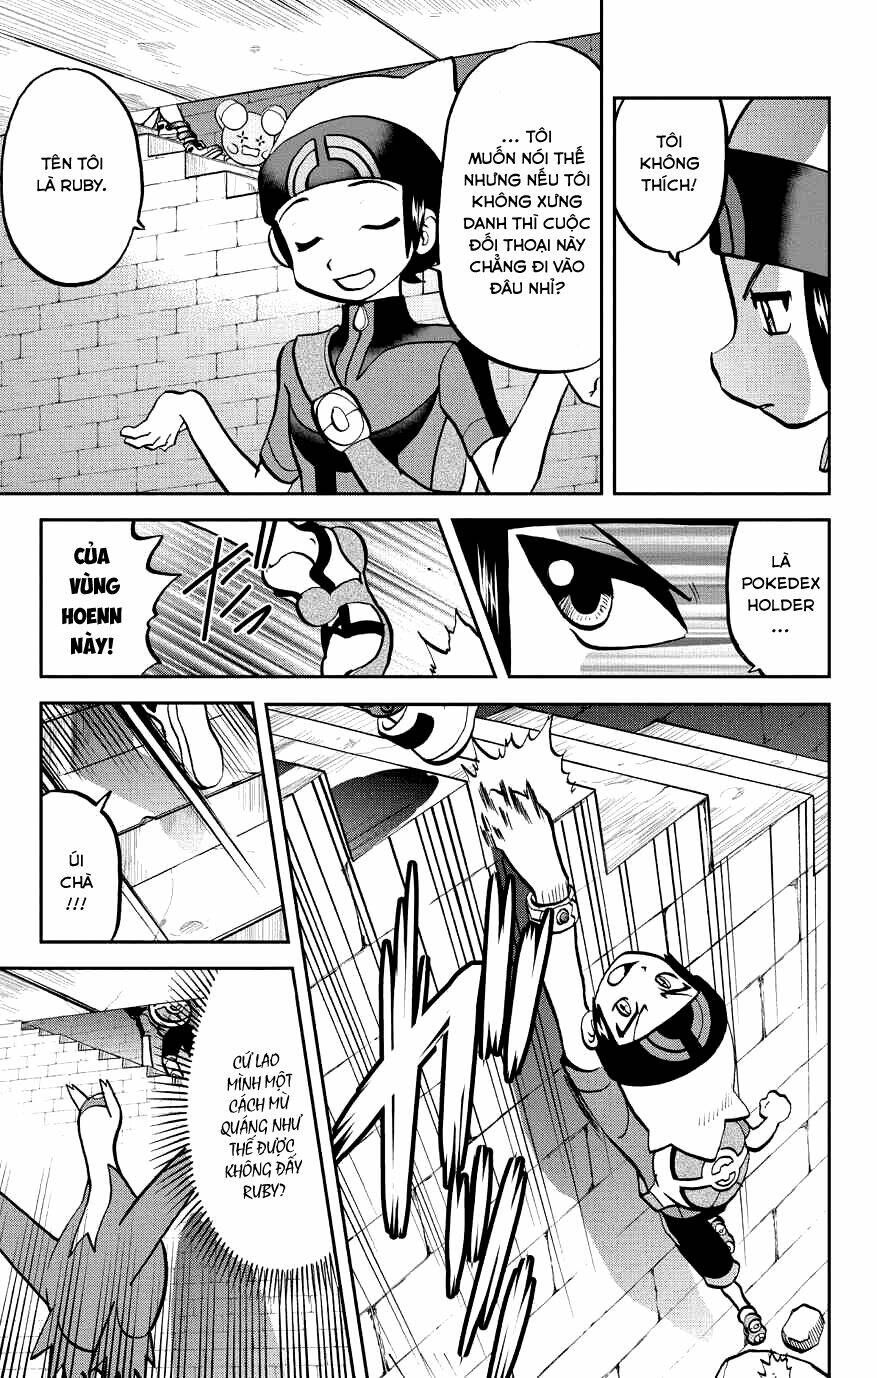 TÔI
KHÔNG
THÍCH!
... TÔI
MUỐN NÓI THẾ
NHƯNG NẾU TÔI
KHÔNG XƯNG
DANH THÌ CUỘC
ĐỐI THOẠI NÀY
CHẲNG ĐI VÀO
ĐÂU NHỈ?
TÊN TÔI
LÀ RUBY.
LÀ
POKEDEX
HOLDER
...
CỦA
VÙNG
HOENN
NÀY!
ÚI
CHÀ
!!!
CỨ LAO
MÌNH MỘT
CÁCH MÙ
QUÁNG NHƯ
THẾ ĐƯỢC
KHÔNG ĐẤY
RUBY?